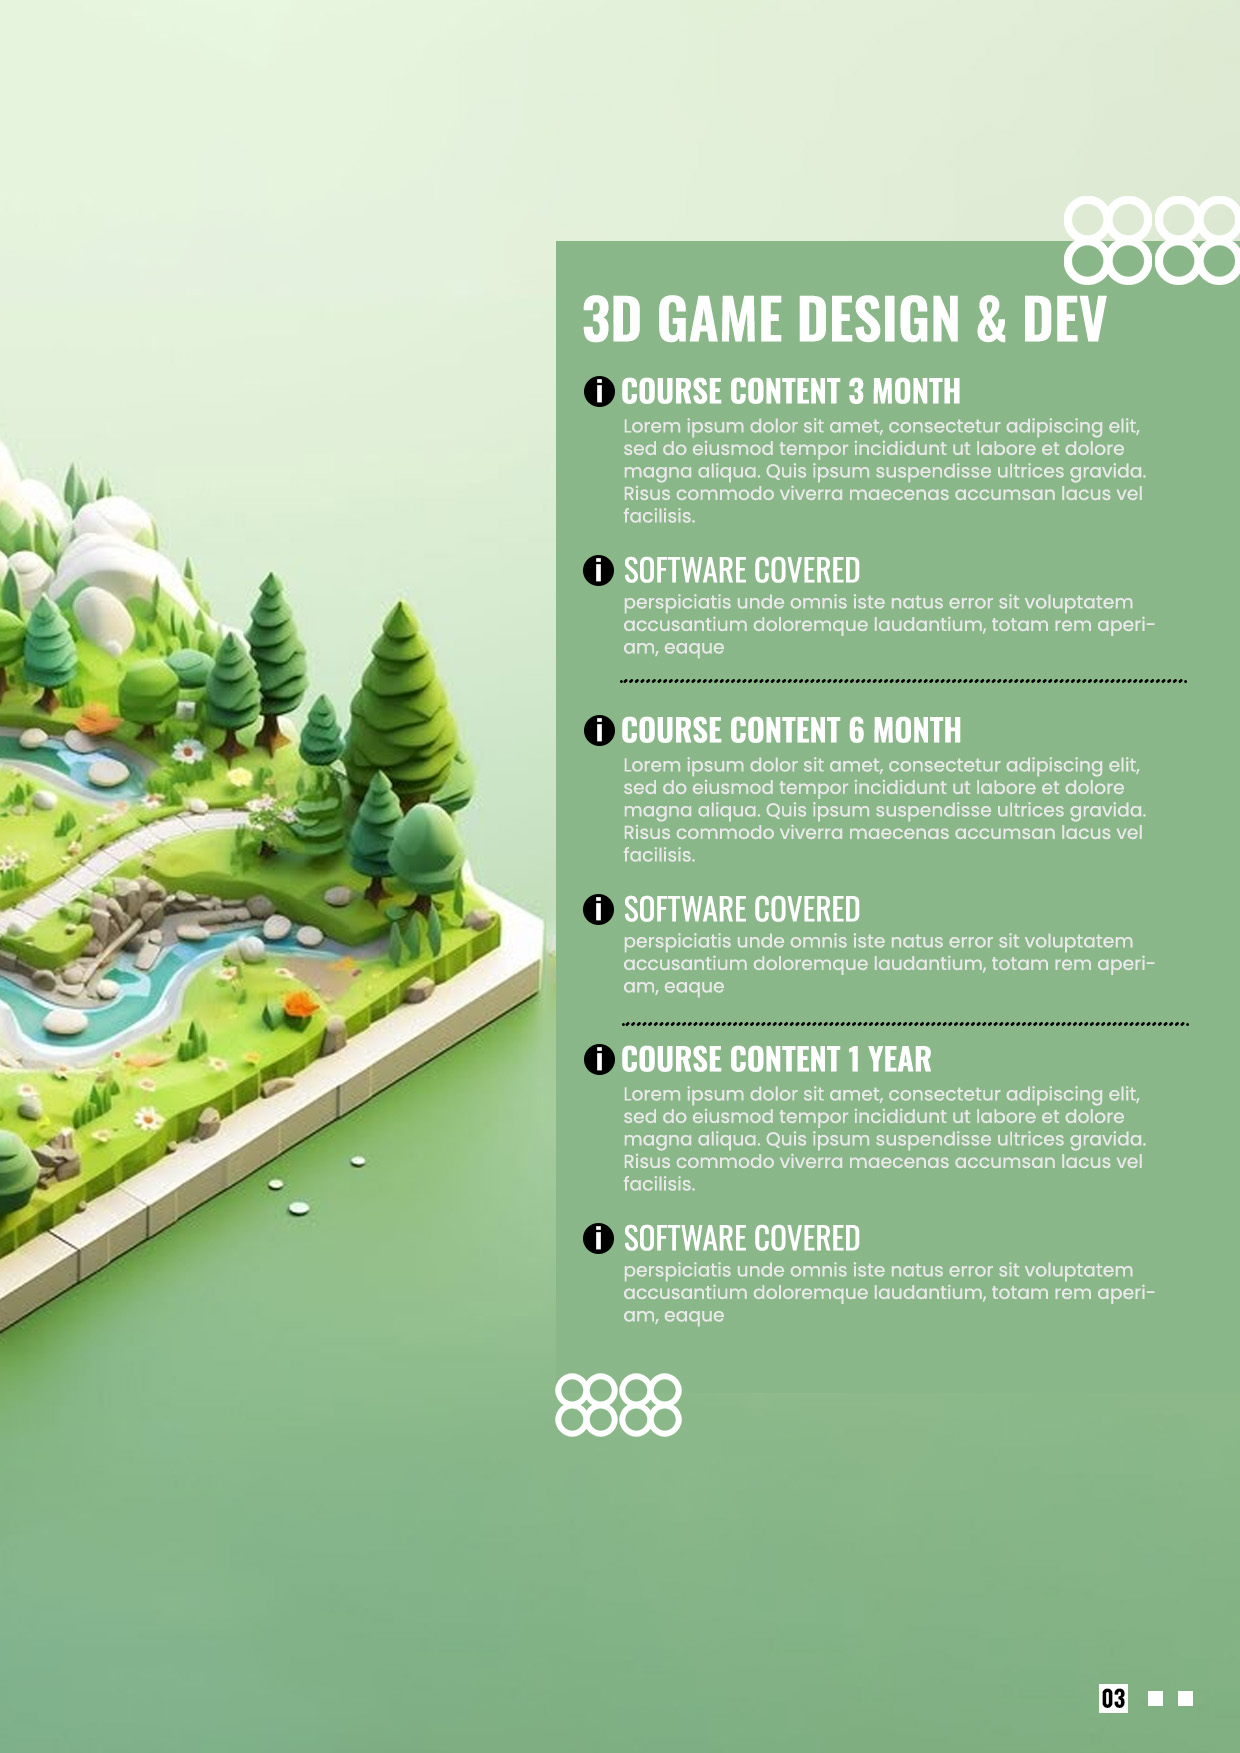 3D GAME DESIGN & DEV
i COURSE CONTENT 3 MONTH
Lorem ipsum dolor sit amet, consectetur adipiscing elit,
sed do eiusmod tempor incididunt ut labore et dolore
magna aliqua. Quis ipsum suspendisse ultrices gravida.
Risus commodo viverra maecenas accumsan lacus vel
facilisis.
i SOFTWARE COVERED
perspiciatis unde omnis iste natus error sit voluptatem
accusantium doloremque laudantium, totam rem aperi-
am, eaque
i COURSE CONTENT 6 MONTH
Lorem ipsum dolor sit amet, consectetur adipiscing elit,
sed do eiusmod tempor incididunt ut labore et dolore
magna aliqua. Quis ipsum suspendisse ultrices gravida.
Risus commodo viverra maecenas accumsan lacus vel
facilisis.
i SOFTWARE COVERED
perspiciatis unde omnis iste natus error sit voluptatem
accusantium doloremque laudantium, totam rem aperi-
am, eaque
i COURSE CONTENT 1 YEAR
Lorem ipsum dolor sit amet, consectetur adipiscing elit,
sed do eiusmod tempor incididunt ut labore et dolore
magna aliqua. Quis ipsum suspendisse ultrices gravida.
Risus commodo viverra maecenas accumsan lacus vel
facilisis.
i SOFTWARE COVERED
perspiciatis unde omnis iste natus error sit voluptatem
accusantium doloremque laudantium, totam rem aperi-
am, eaque
03